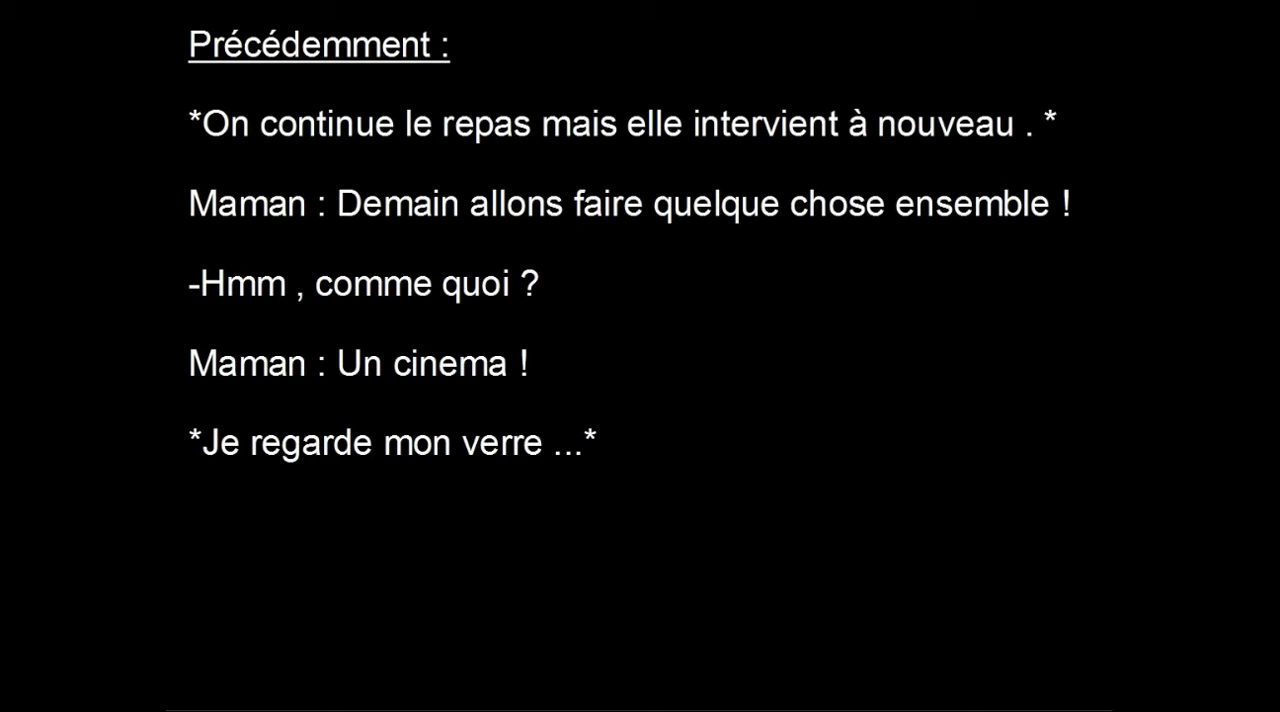 Précédemment :
*On continue le repas mais elle intervient à nouveau . *
Maman : Demain allons faire quelque chose ensemble !
-Hmm , comme quoi ?
Maman : Un cinema !
*Je regarde mon verre ...*